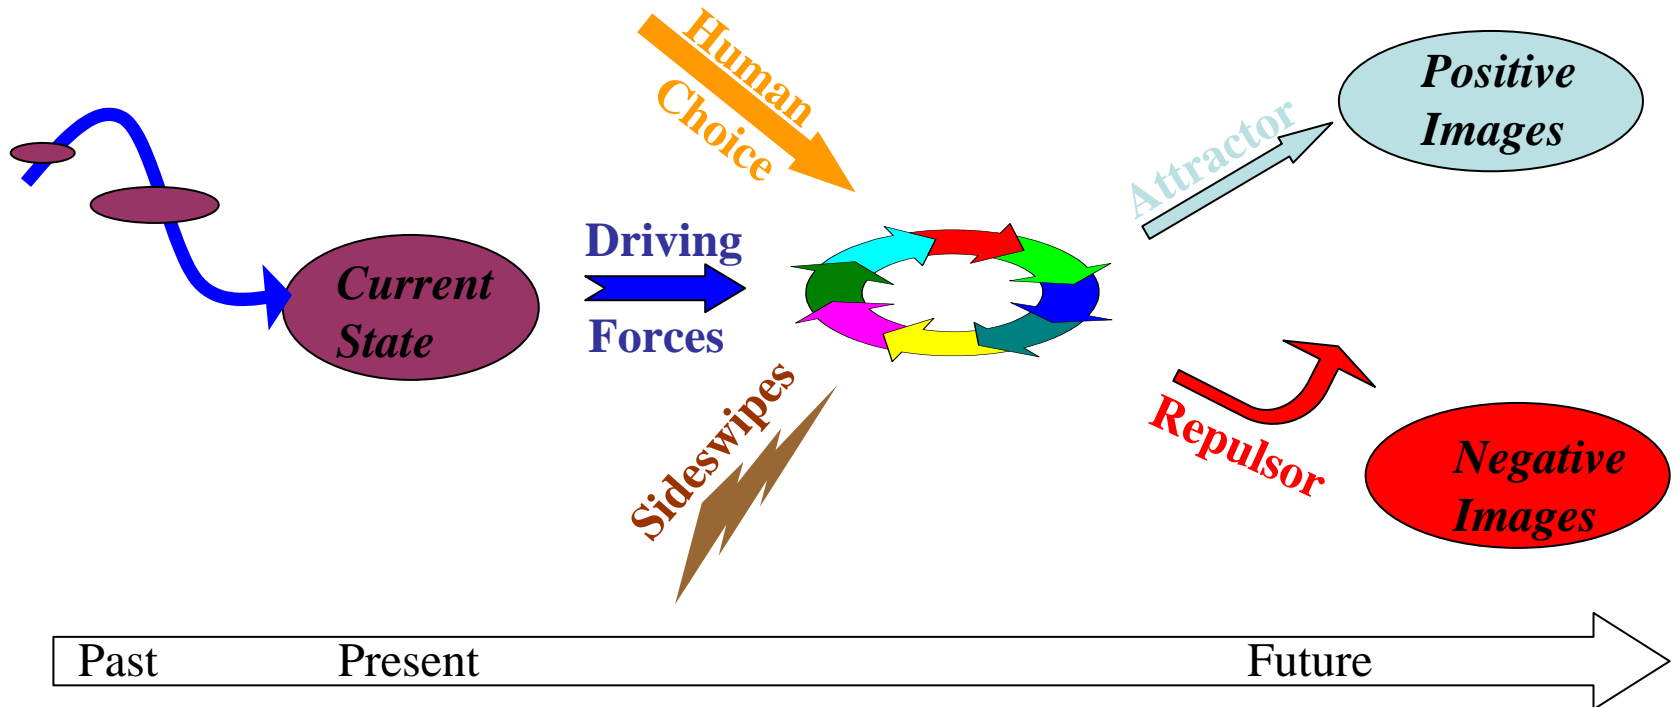 Human
Choice
Positive
Images
Attractor
Driving
Forces
Current
State
Sideswipes
Repulsor
Negative
Images
Past
Present
Future